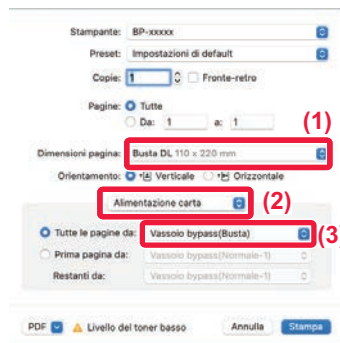 Stampante: BP-xxxxx
Preset: Impostazioni di default
Copie: 1 Fronte-retro
Pagine: Tutte
Da: 1 a: 1
(1)
Dimensioni pagina: Busta DL 110 x 220 mm
Orientamento: Verticale Orizzontale
Alimentazione carta (2)
Tutte le pagine da: Vassoio bypass(Busta) (3)
Prima pagina da: Vassoio bypass(Normale-1)
Restanti da: Vassoio bypass(Normale-1)
PDF Livello del toner basso Annulla Stampa